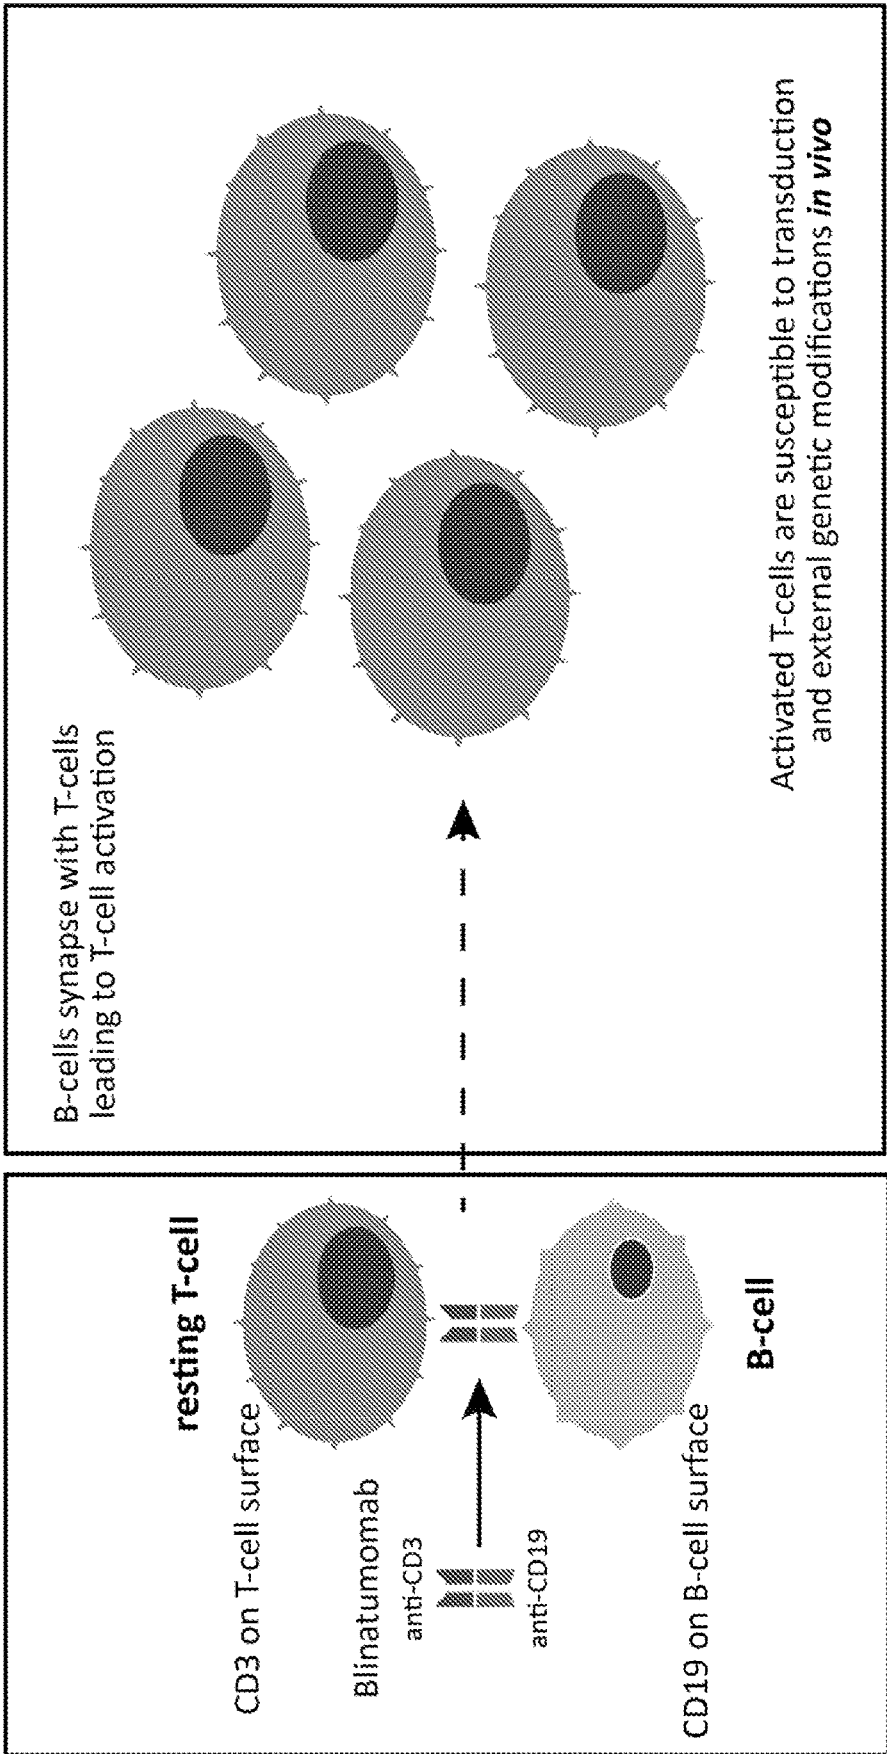 resting T-cell
CD3 on T-cell surface
Blinatumomab
anti-CD3
anti-CD19
CD19 on B-cell surface
B-cell
B-cells synapse with T-cells
leading to T-cell activation
Activated T-cells are susceptible to transduction
and external genetic modifications in vivo